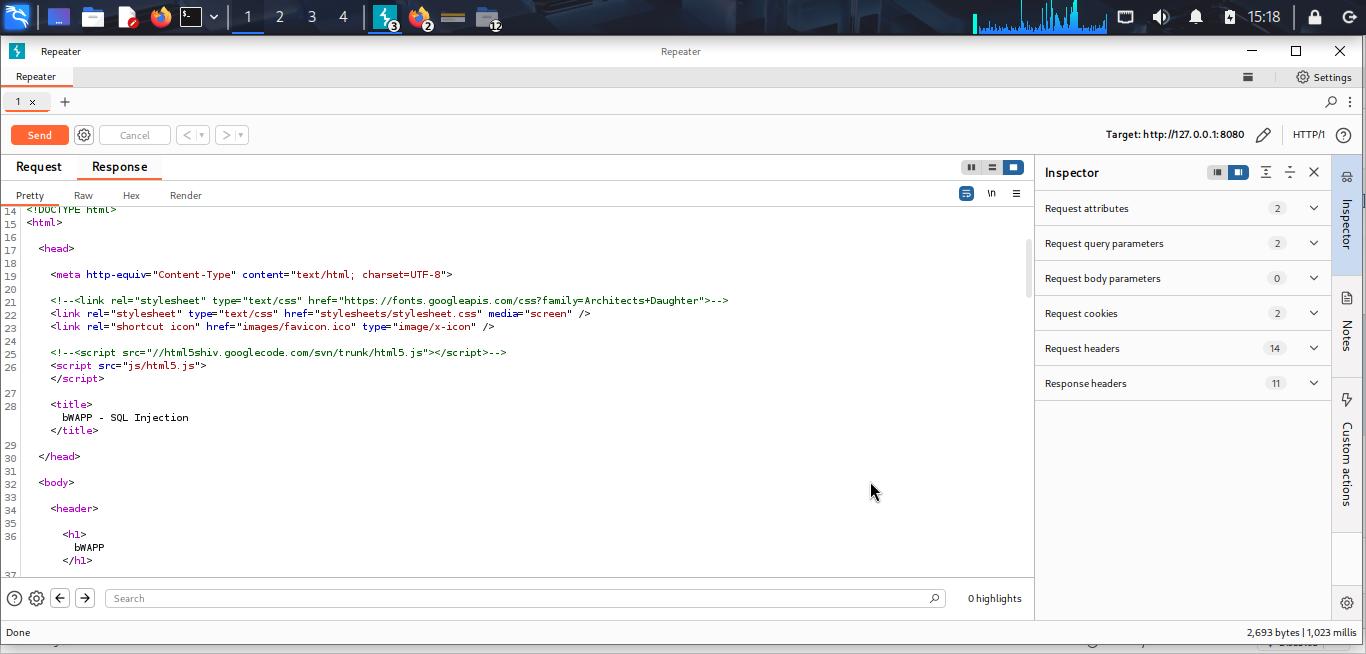 1 2 3 4 3 2 12 15:18
Repeater
Repeater
Repeater
Settings
1 × +
Send
Cancel
< >
Target: http://127.0.0.1:8080
HTTP/1
Request Response
Pretty Raw Hex Render
\n
14 <!DOCTYPE html>
15 <html>
16
17 <head>
18
19 <meta http-equiv="Content-Type" content="text/html; charset=UTF-8">
20
21 <!--<link rel="stylesheet" type="text/css" href="https://fonts.googleapis.com/css?family=Architects+Daughter">-->
22 <link rel="stylesheet" type="text/css" href="stylesheets/stylesheet.css" media="screen" />
23 <link rel="shortcut icon" href="images/favicon.ico" type="image/x-icon" />
24
25 <!--<script src="//html5shiv.googlecode.com/svn/trunk/html5.js"></script>-->
26 <script src="js/html5.js">
</script>
27
28 <title>
bWAPP - SQL Injection
</title>
29
30 </head>
31
32 <body>
33
34 <header>
35
36 <h1>
bWAPP
</h1>
37
Search
0 highlights
Inspector
Request attributes 2
Request query parameters 2
Request body parameters 0
Request cookies 2
Request headers 14
Response headers 11
Inspector
Notes
Custom actions
Done
2,693 bytes | 1,023 millis